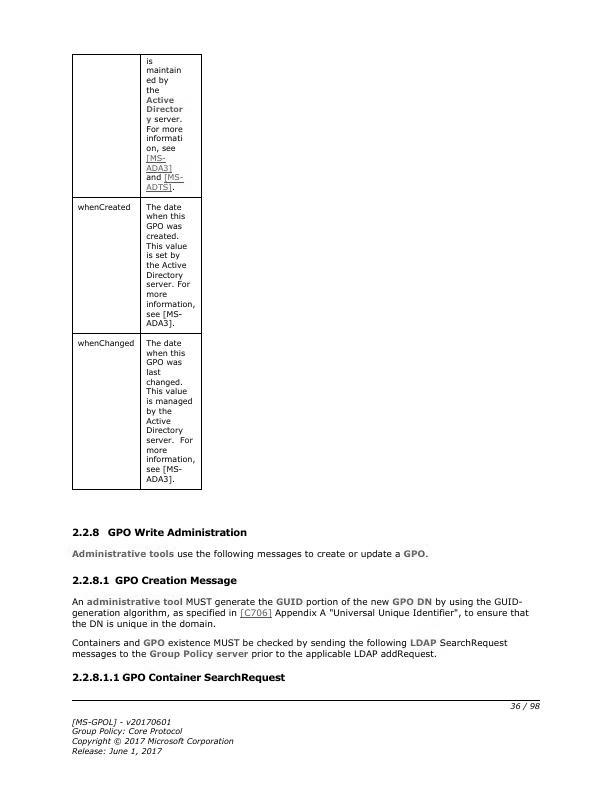 is
maintain
ed by
the
Active
Director
y server.
For more
informati
on, see
[MS-
ADA3]
and [MS-
ADTS].
whenCreated
The date
when this
GPO was
created.
This value
is set by
the Active
Directory
server. For
more
information,
see [MS-
ADA3].
whenChanged
The date
when this
GPO was
last
changed.
This value
is managed
by the
Active
Directory
server.  For
more
information,
see [MS-
ADA3].
2.2.8 GPO Write Administration
Administrative tools use the following messages to create or update a GPO.
2.2.8.1 GPO Creation Message
An administrative tool MUST generate the GUID portion of the new GPO DN by using the GUID-
generation algorithm, as specified in [C706] Appendix A "Universal Unique Identifier", to ensure that
the DN is unique in the domain.
Containers and GPO existence MUST be checked by sending the following LDAP SearchRequest
messages to the Group Policy server prior to the applicable LDAP addRequest.
2.2.8.1.1 GPO Container SearchRequest
36 / 98
[MS-GPOL] - v20170601
Group Policy: Core Protocol
Copyright © 2017 Microsoft Corporation
Release: June 1, 2017